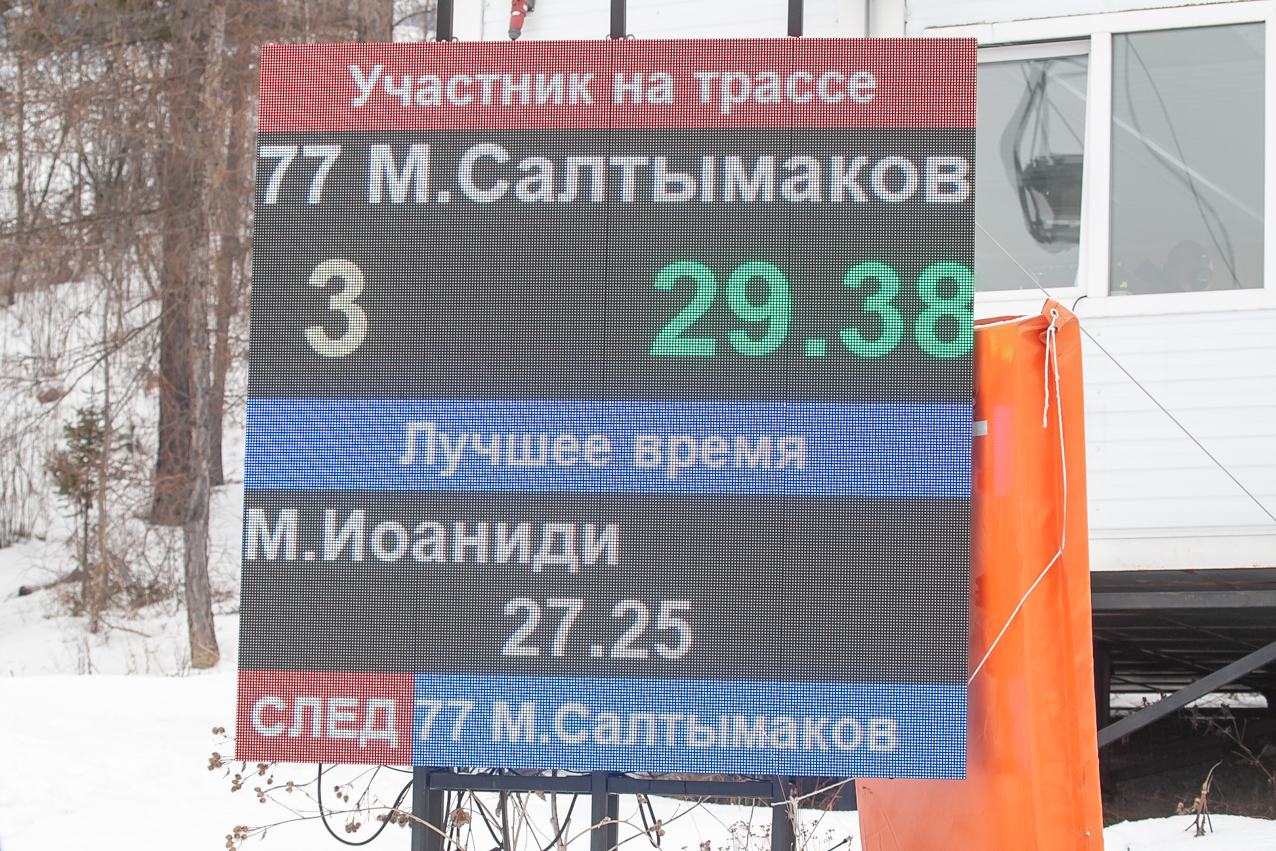 Участник на трассе
77 М.Салтымаков
3 29.38
Лучшее время
М.Иоаниди
27.25
СЛЕД 77 М.Салтымаков